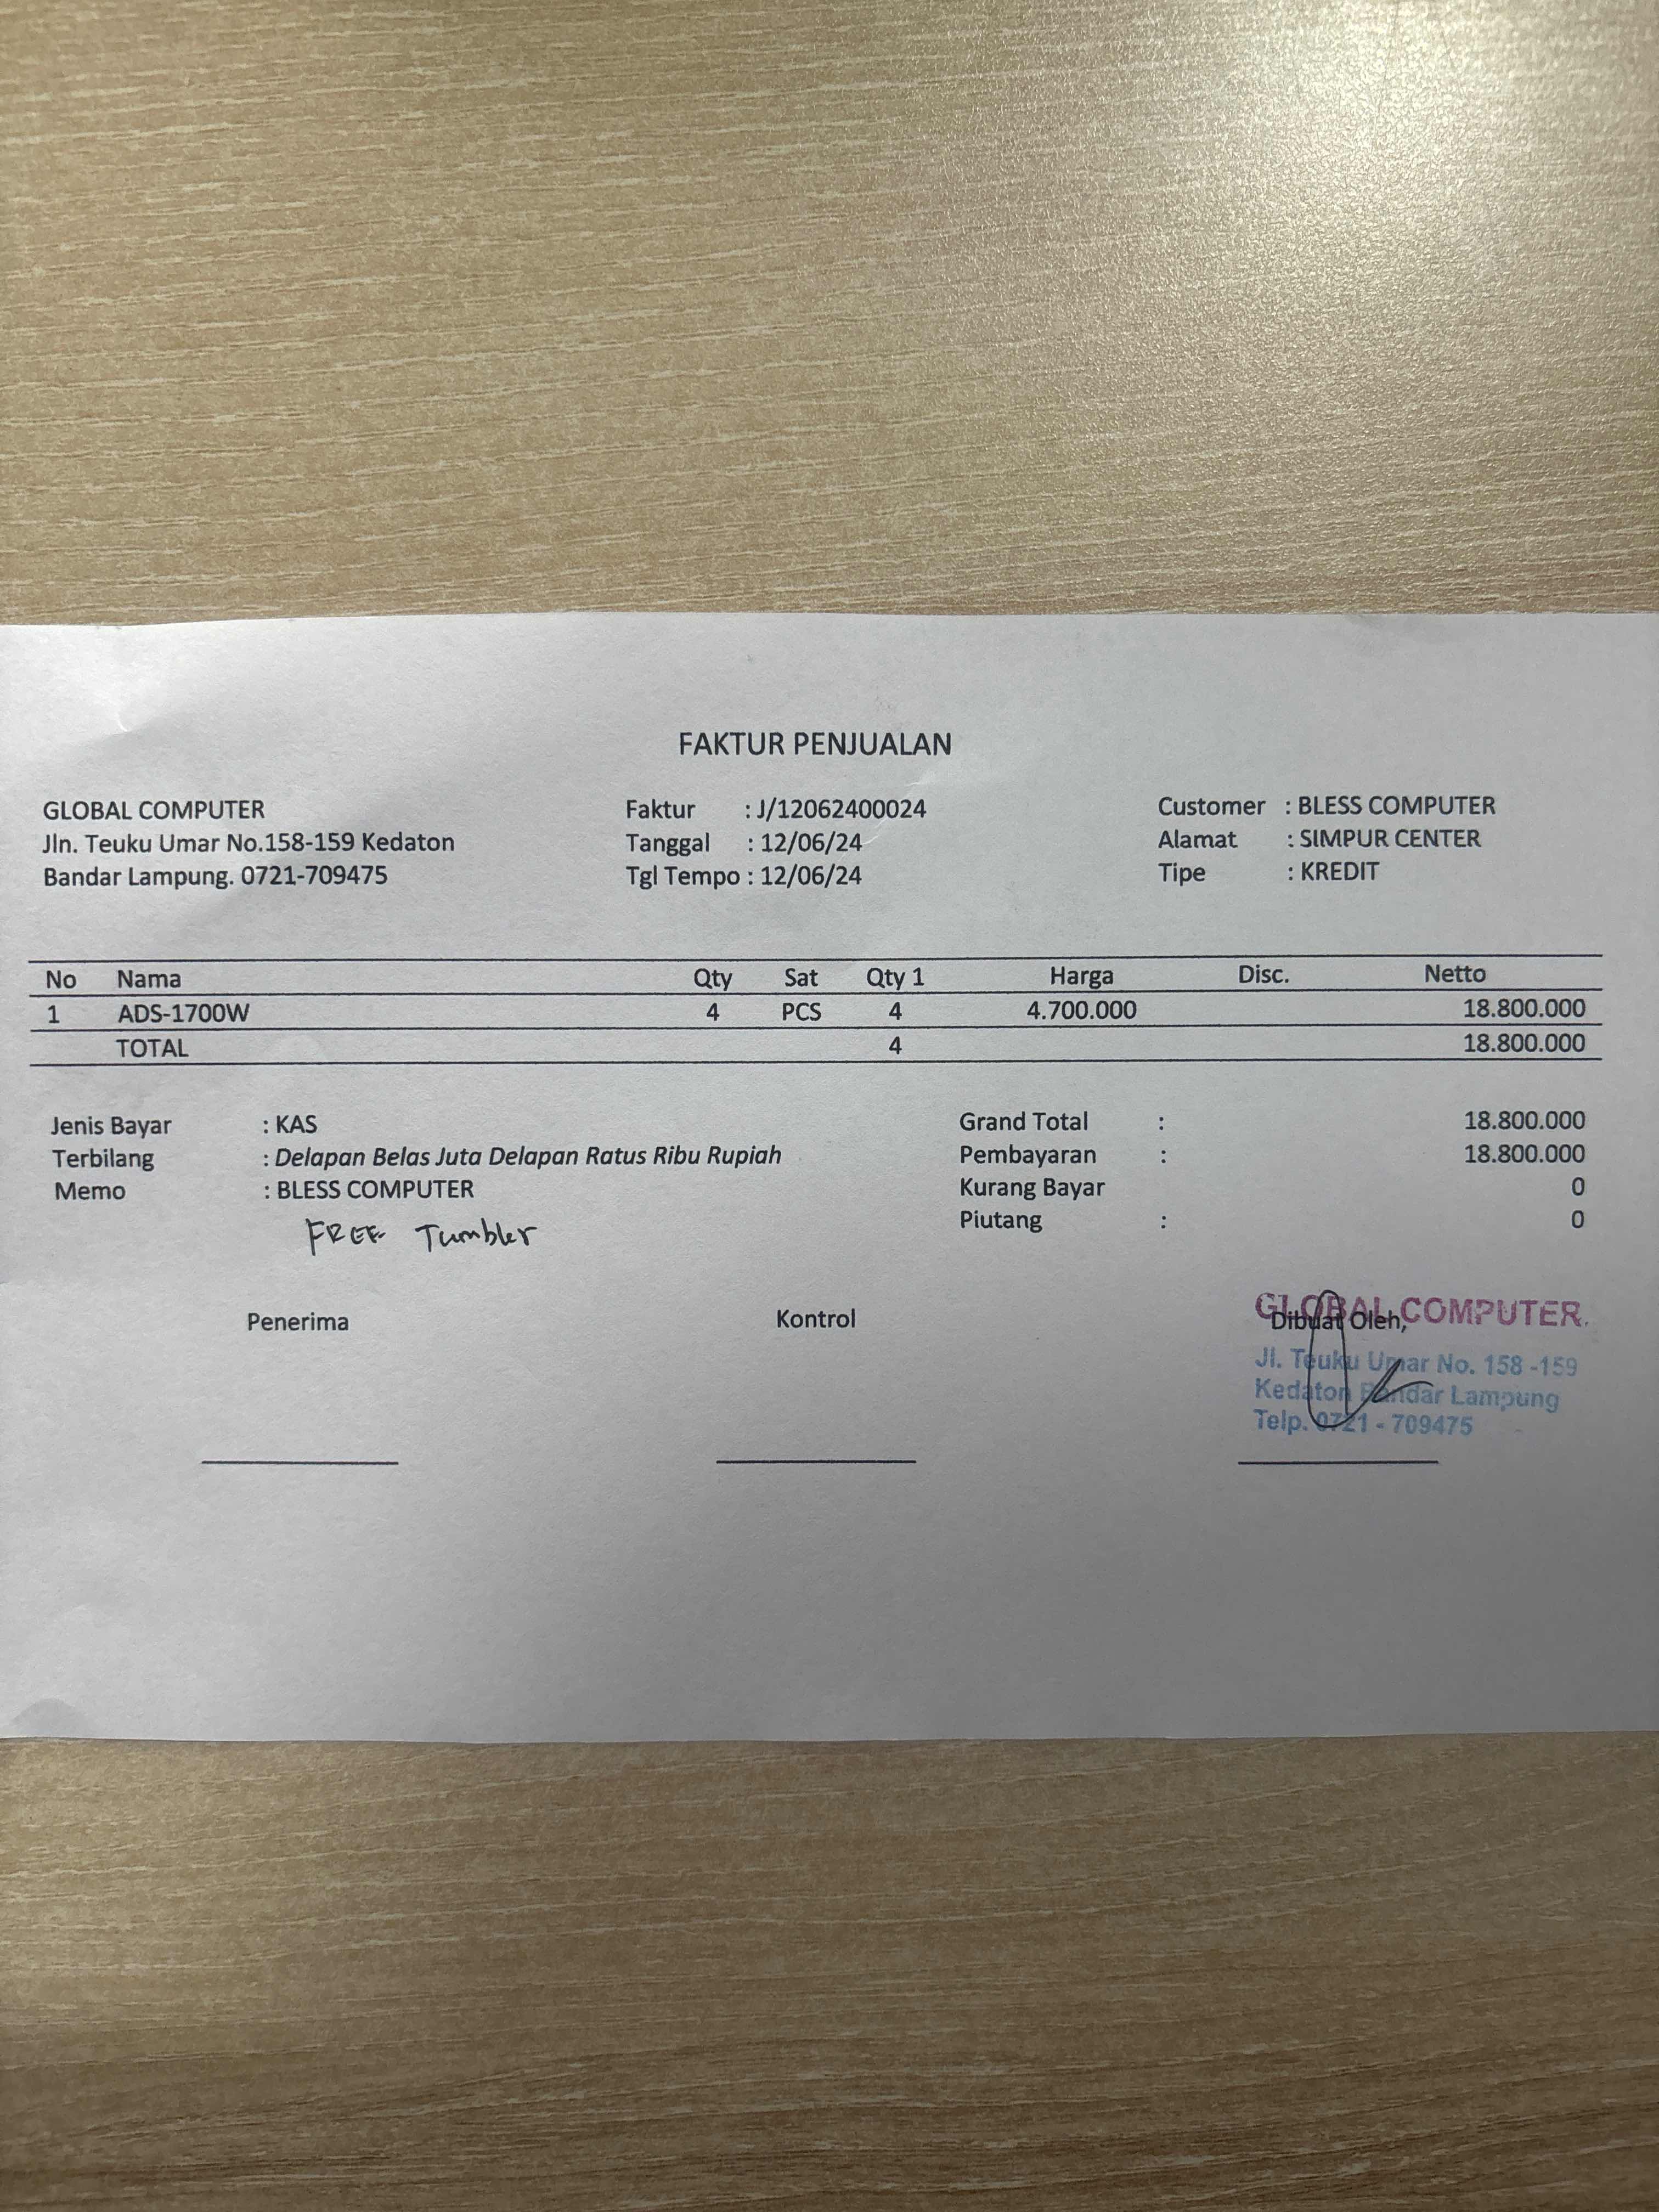 FAKTUR PENJUALAN
GLOBAL COMPUTER
Jln. Teuku Umar No.158-159 Kedaton
Bandar Lampung. 0721-709475
Faktur : J/12062400024
Tanggal : 12/06/24
Tgl Tempo : 12/06/24
Customer : BLESS COMPUTER
Alamat : SIMPUR CENTER
Tipe : KREDIT
No Nama Qty Sat Qty 1 Harga Disc. Netto
1 ADS-1700W 4 PCS 4 4.700.000 18.800.000
TOTAL 4 18.800.000
Jenis Bayar : KAS
Terbilang : Delapan Belas Juta Delapan Ratus Ribu Rupiah
Memo : BLESS COMPUTER
FREE Tumbler
Grand Total : 18.800.000
Pembayaran : 18.800.000
Kurang Bayar 0
Piutang : 0
Penerima
Kontrol
Dibuat Oleh,
GLOBAL COMPUTER.
Jl. Teuku Umar No. 158 -159
Kedaton Bandar Lampung
Telp. 0721 - 709475